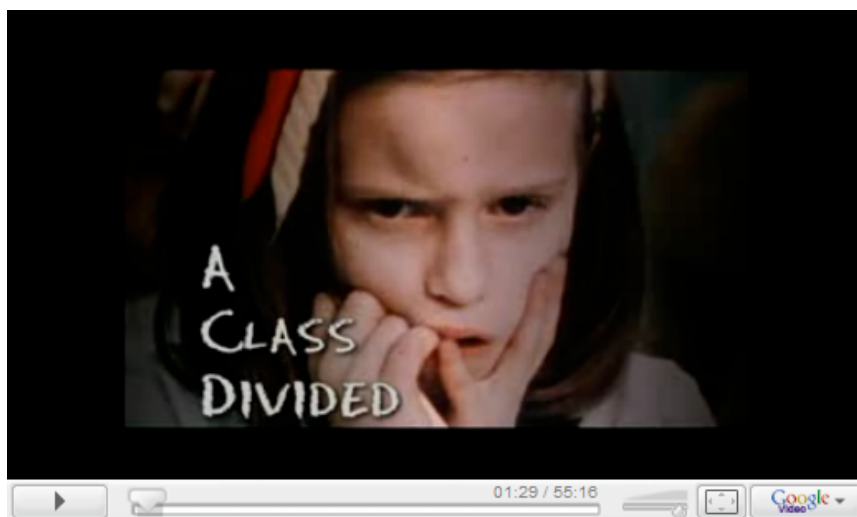 A
CLASS
DIVIDED
01:29 / 55:16
Google
Video